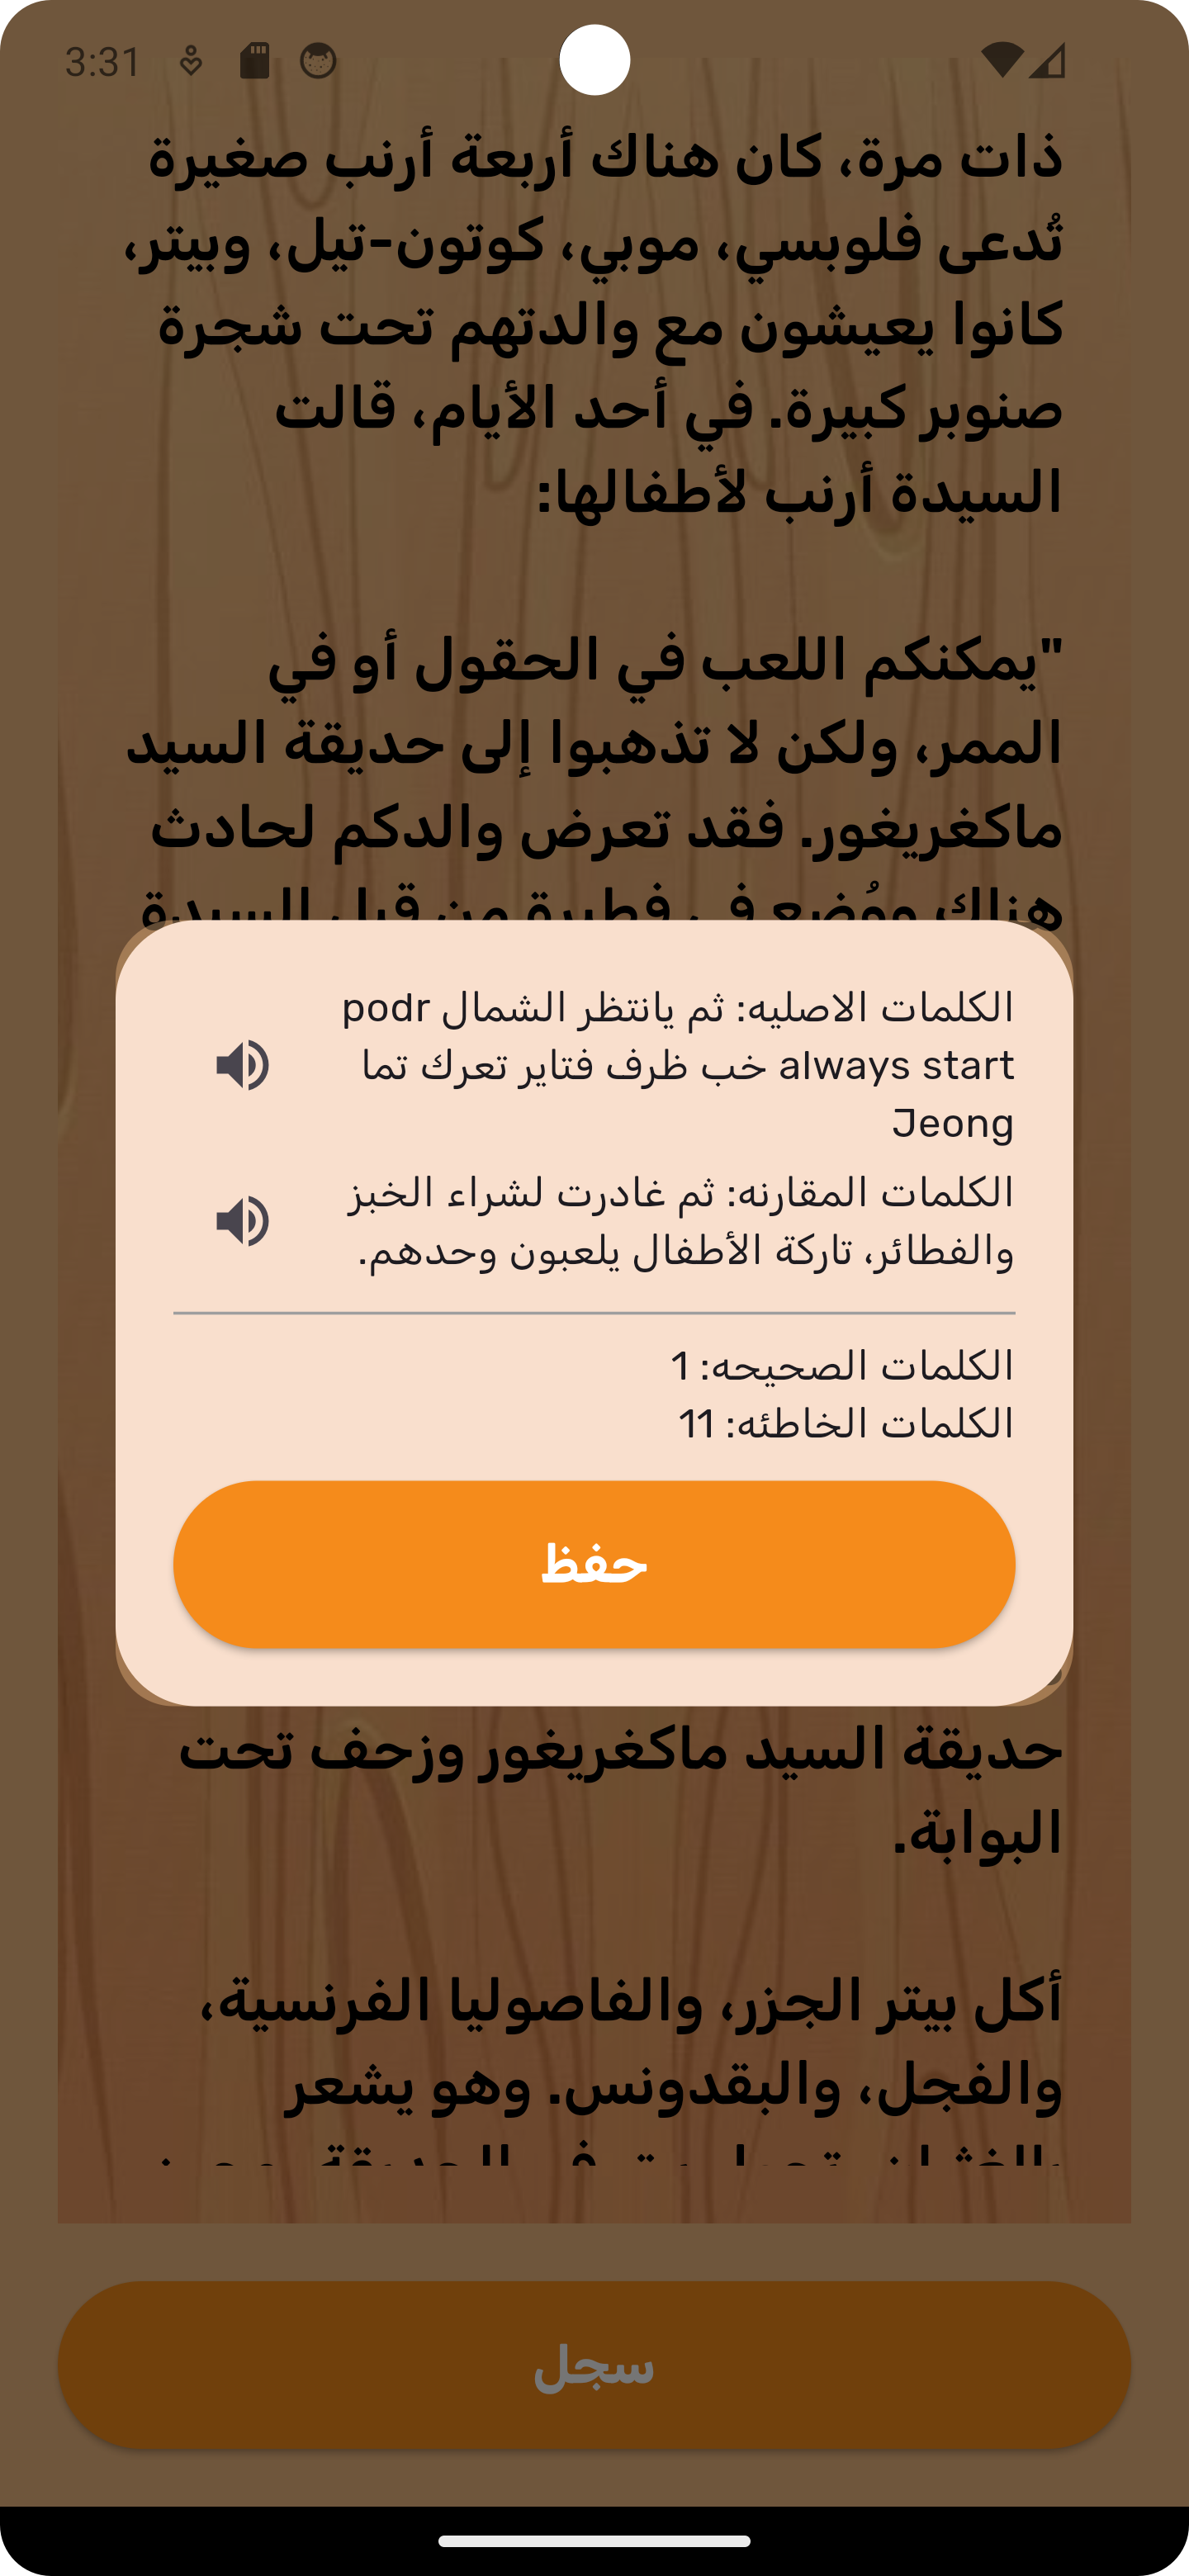 3:31
ذات مرة، كان هناك أربعة أرنب صغيرة
تُدعى فلوبسي، موبي، كوتون-تيل، وبيتر،
كانوا يعيشون مع والدتهم تحت شجرة
صنوبر كبيرة. في أحد الأيام، قالت
السيدة أرنب لأطفالها:
"يمكنكم اللعب في الحقول أو في
الممر، ولكن لا تذهبوا إلى حديقة السيد
ماكغريغور. فقد تعرض والدكم لحادث
هناك ووُضع في فطيرة من قبل السيدة
الكلمات الاصليه: ثم يانتظر الشمال podr
always start خب ظرف فتاير تعرك تما
Jeong
الكلمات المقارنه: ثم غادرت لشراء الخبز
والفطائر، تاركة الأطفال يلعبون وحدهم.
الكلمات الصحيحه: 1
الكلمات الخاطئه: 11
حفظ
حديقة السيد ماكغريغور وزحف تحت
البوابة.
أكل بيتر الجزر، والفاصوليا الفرنسية،
والفجل، والبقدونس. وهو يشعر
سجل